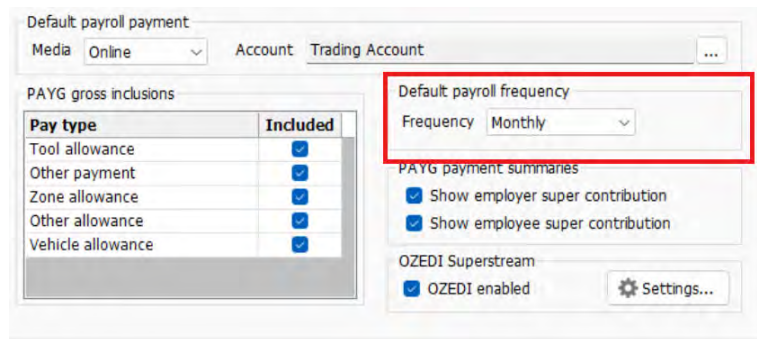 Default payroll payment
Media Online Account Trading Account ...
PAYG gross inclusions
Pay type Included
Tool allowance
Other payment
Zone allowance
Other allowance
Vehicle allowance
Default payroll frequency
Frequency Monthly
PAYG payment summaries
Show employer super contribution
Show employee super contribution
OZEDI Superstream
OZEDI enabled Settings...